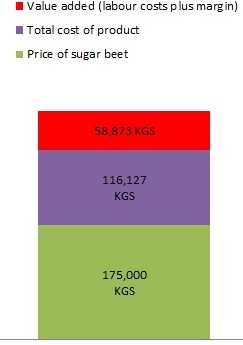 Value added (labour costs plus margin)
Total cost of product
Price of sugar beet
58,873 KGS
116,127
KGS
175,000
KGS